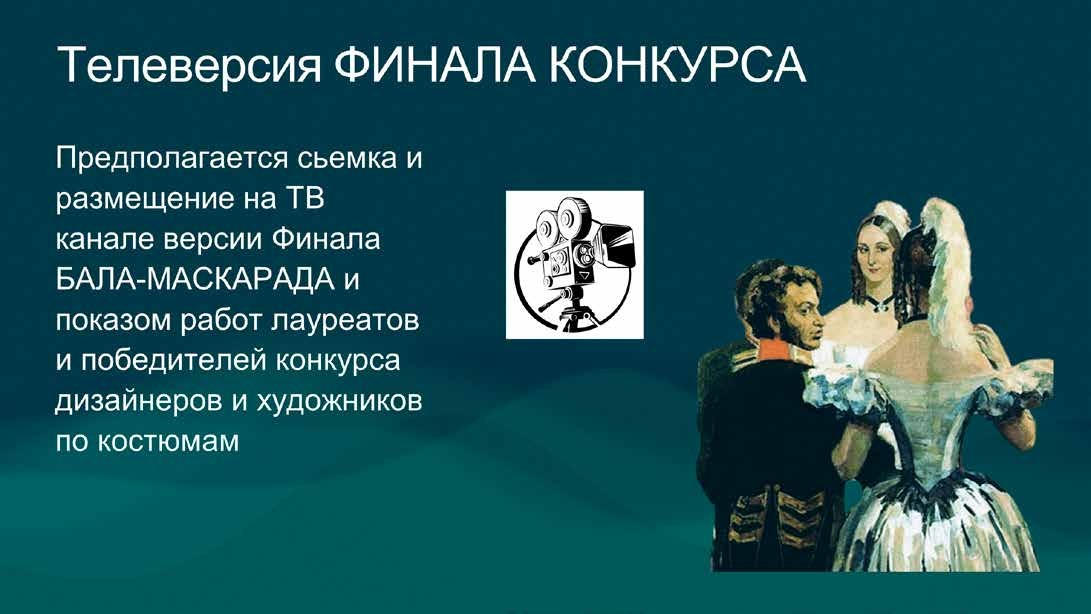 Телеверсия ФИНАЛА КОНКУРСА
Предполагается сьемка и
размещение на ТВ
канале версии Финала
БАЛА-МАСКАРАДА и
показом работ лауреатов
и победителей конкурса
дизайнеров и художников
по костюмам